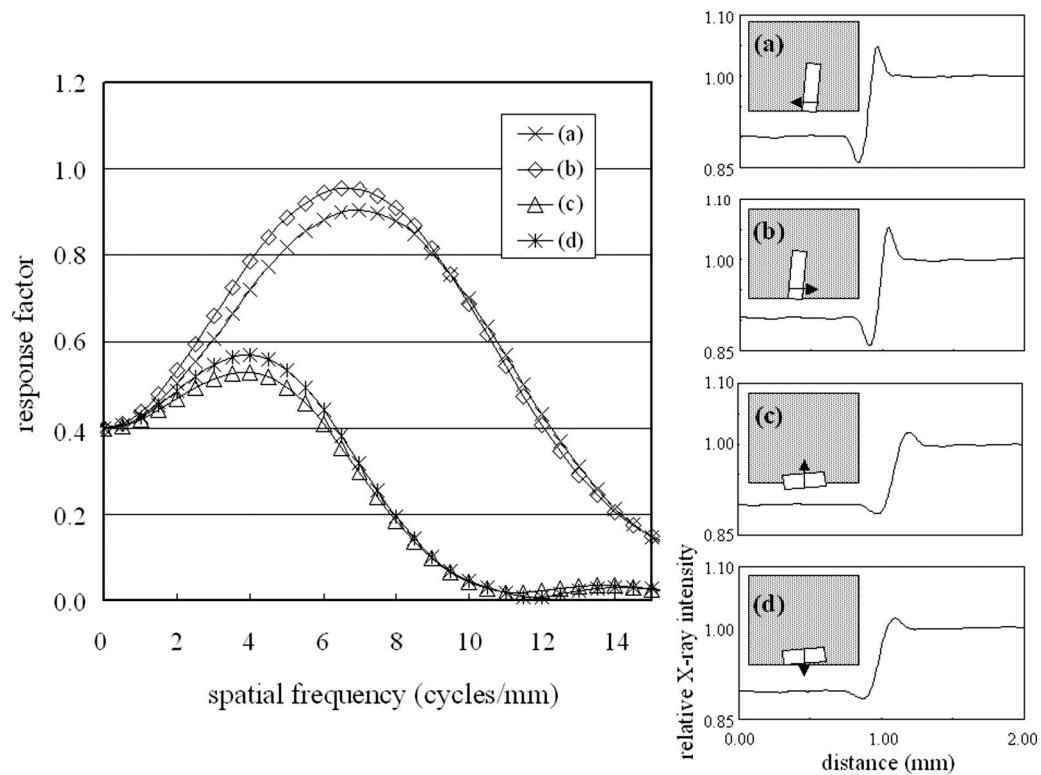 1.2
1.0
0.8
0.6
0.4
0.2
0.0
response factor
0 2 4 6 8 10 12 14
spatial frequency (cycles/mm)
(a)
(b)
(c)
(d)
1.10
1.00
0.85
(a)
1.10
1.00
0.85
(b)
1.10
1.00
0.85
(c)
1.10
1.00
0.85
(d)
relative X-ray intensity
0.00 1.00 2.00
distance (mm)